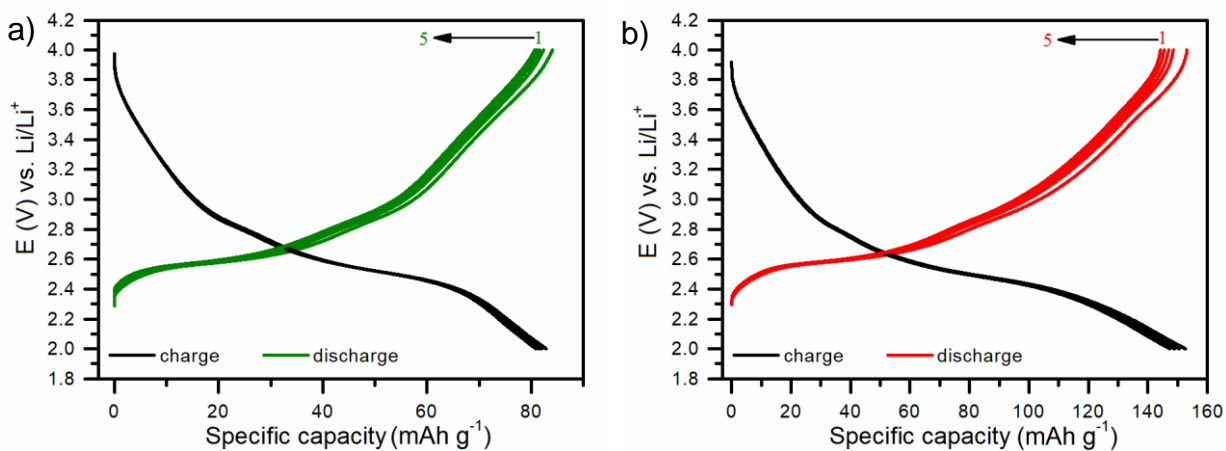 a)
E (V) vs. Li/Li⁺
4.2
4.0
3.8
3.6
3.4
3.2
3.0
2.8
2.6
2.4
2.2
2.0
1.8
5 1
charge discharge
0 20 40 60 80
Specific capacity (mAh g⁻¹)
b)
E (V) vs. Li/Li⁺
4.2
4.0
3.8
3.6
3.4
3.2
3.0
2.8
2.6
2.4
2.2
2.0
1.8
5 1
charge discharge
0 20 40 60 80 100 120 140 160
Specific capacity (mAh g⁻¹)